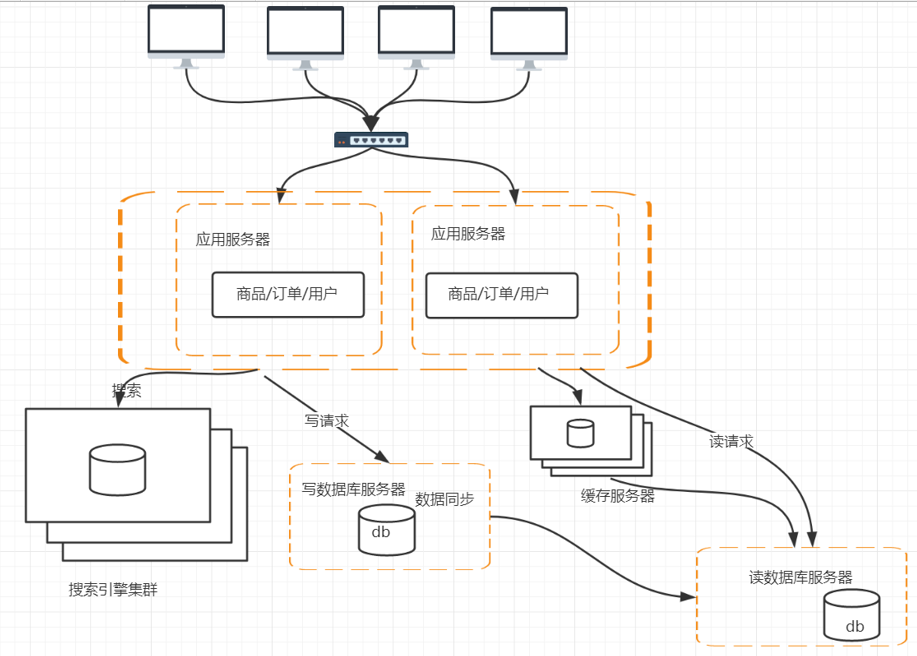 应用服务器
应用服务器
商品/订单/用户
商品/订单/用户
搜索
写请求
读请求
写数据库服务器
数据同步
缓存服务器
db
搜索引擎集群
读数据库服务器
db